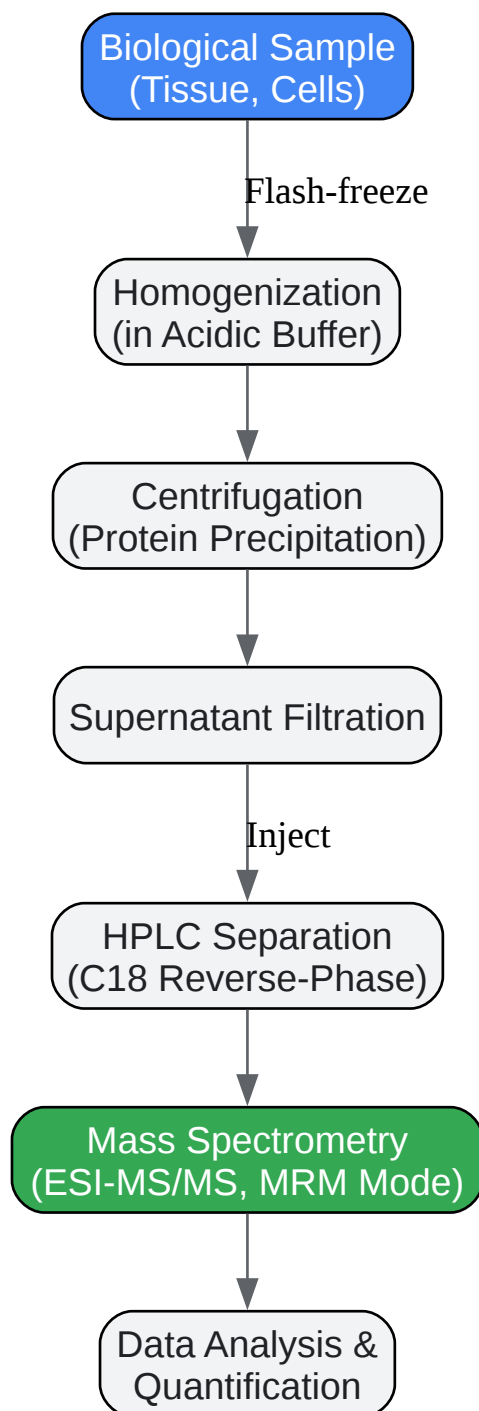 Biological Sample
(Tissue, Cells)
Flash-freeze
Homogenization
(in Acidic Buffer)
Centrifugation
(Protein Precipitation)
Supernatant Filtration
Inject
HPLC Separation
(C18 Reverse-Phase)
Mass Spectrometry
(ESI-MS/MS, MRM Mode)
Data Analysis &
Quantification